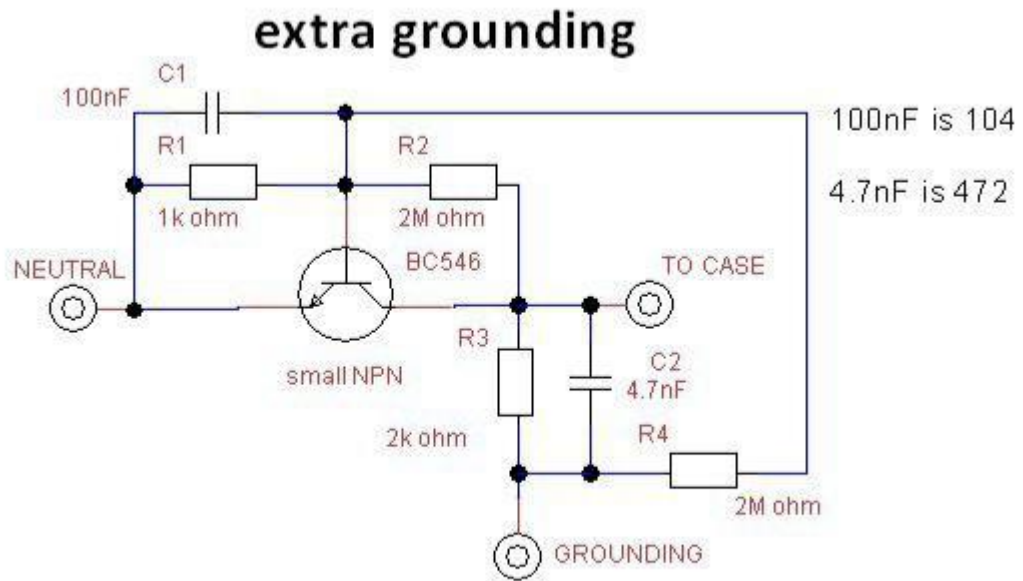 extra grounding
C1
100nF
100nF is 104
R1
R2
4.7nF is 472
1k ohm
2M ohm
NEUTRAL
BC546
TO CASE
R3
small NPN
C2
4.7nF
2k ohm
R4
2M ohm
GROUNDING